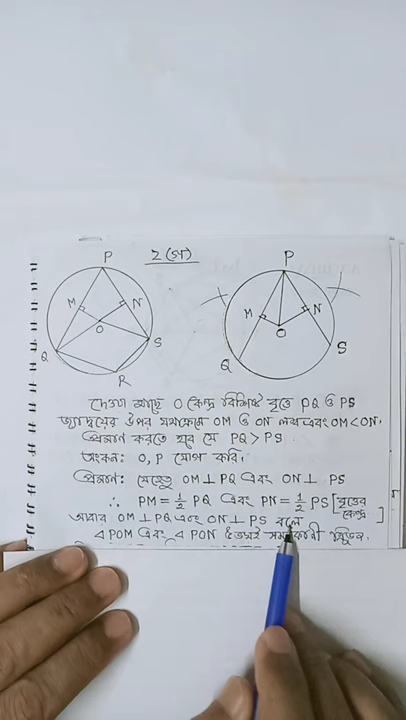 ২(গ)
P
M
N
O
Q
S
R
P
M
N
O
Q
S
দেওয়া আছে O কেন্দ্র বিশিষ্ট বৃত্তে PQ ও PS
জ্যাদ্বয়ের উপর যথাক্রমে OM ও ON লম্ব এবং OM < ON.
প্রমাণ করতে হবে যে PQ > PS.
অংকন: O, P যোগ করি.
প্রমাণ: যেহেতু OM ⊥ PQ এবং ON ⊥ PS
∴ PM = 1/2 PQ এবং PN = 1/2 PS [বৃত্তের কেন্দ্র ]
আবার OM ⊥ PQ এবং ON ⊥ PS বলে
Δ POM এবং Δ PON উভয়ই সমকোণী ত্রিভুজ.